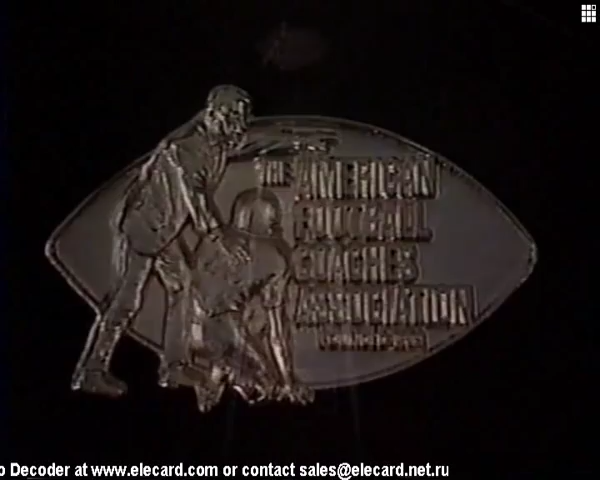 THE AMERICAN
FOOTBALL
COACHES
ASSOCIATION
o Decoder at www.elecard.com or contact sales@elecard.net.ru